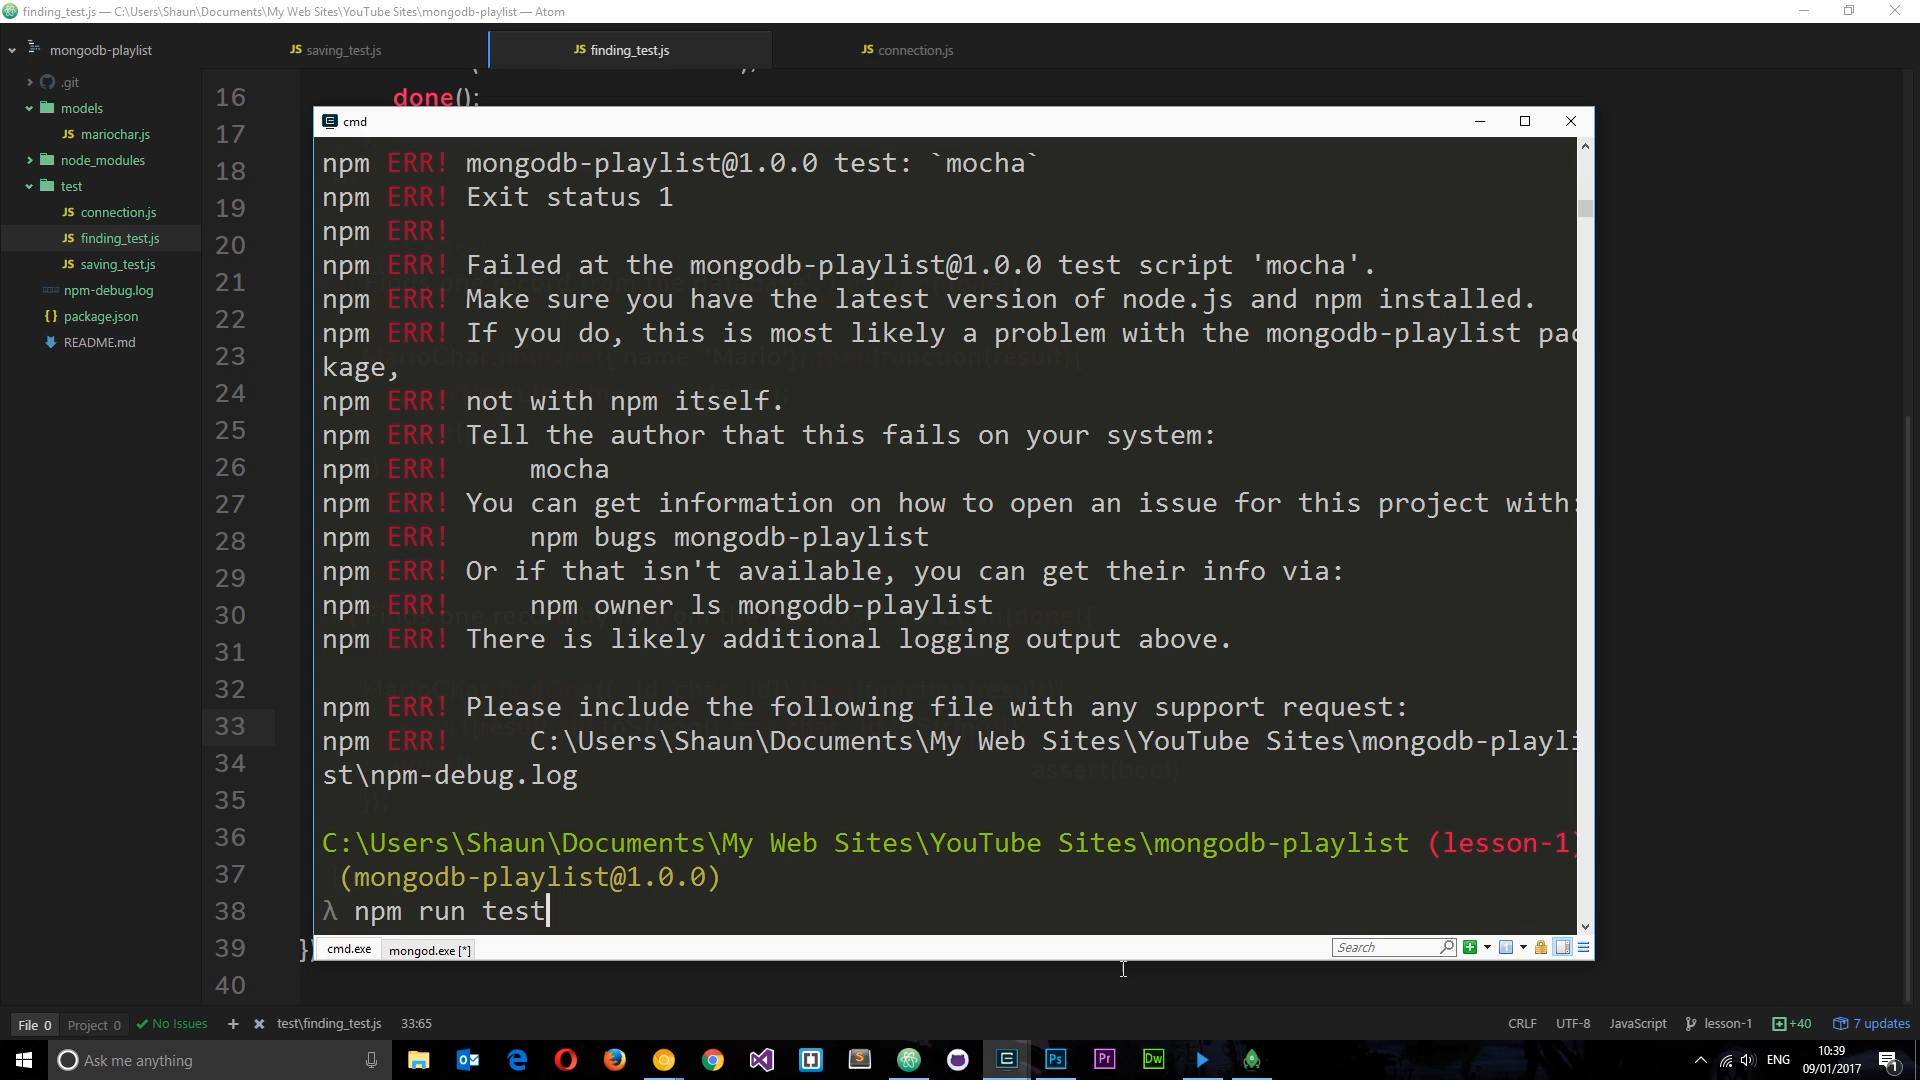 finding_test.js — C:\Users\Shaun\Documents\My Web Sites\YouTube Sites\mongodb-playlist — Atom
mongodb-playlist
saving_test.js
finding_test.js
connection.js
.git
models
mariochar.js
node_modules
test
connection.js
finding_test.js
saving_test.js
npm-debug.log
package.json
README.md
16 done();
17
18
19
20
21
22
23
24
25
26
27
28
29
30
31
32
33
34
35
36
37
38
39 })
40
cmd
npm ERR! mongodb-playlist@1.0.0 test: `mocha`
npm ERR! Exit status 1
npm ERR!
npm ERR! Failed at the mongodb-playlist@1.0.0 test script 'mocha'.
npm ERR! Make sure you have the latest version of node.js and npm installed.
npm ERR! If you do, this is most likely a problem with the mongodb-playlist pac
kage,
npm ERR! not with npm itself.
npm ERR! Tell the author that this fails on your system:
npm ERR! mocha
npm ERR! You can get information on how to open an issue for this project with:
npm ERR! npm bugs mongodb-playlist
npm ERR! Or if that isn't available, you can get their info via:
npm ERR! npm owner ls mongodb-playlist
npm ERR! There is likely additional logging output above.
npm ERR! Please include the following file with any support request:
npm ERR! C:\Users\Shaun\Documents\My Web Sites\YouTube Sites\mongodb-playli
st\npm-debug.log
assert(bool)
C:\Users\Shaun\Documents\My Web Sites\YouTube Sites\mongodb-playlist (lesson-1)
(mongodb-playlist@1.0.0)
λ npm run test
cmd.exe
mongod.exe [*]
Search
File 0
Project 0
No Issues
test\finding_test.js
33:65
CRLF
UTF-8
JavaScript
lesson-1
+40
7 updates
Ask me anything
ENG
10:39
09/01/2017